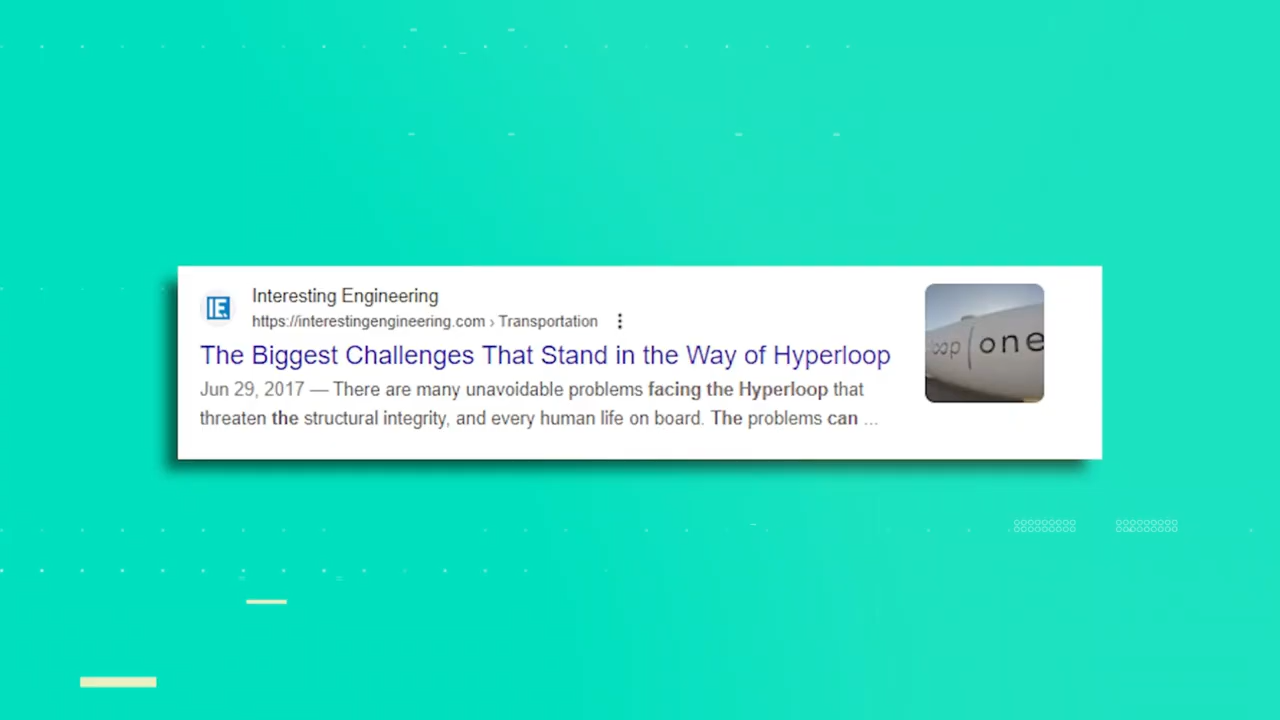 IE.
Interesting Engineering
https://interestingengineering.com › Transportation
The Biggest Challenges That Stand in the Way of Hyperloop
Jun 29, 2017 — There are many unavoidable problems facing the Hyperloop that
threaten the structural integrity, and every human life on board. The problems can ...
loop one